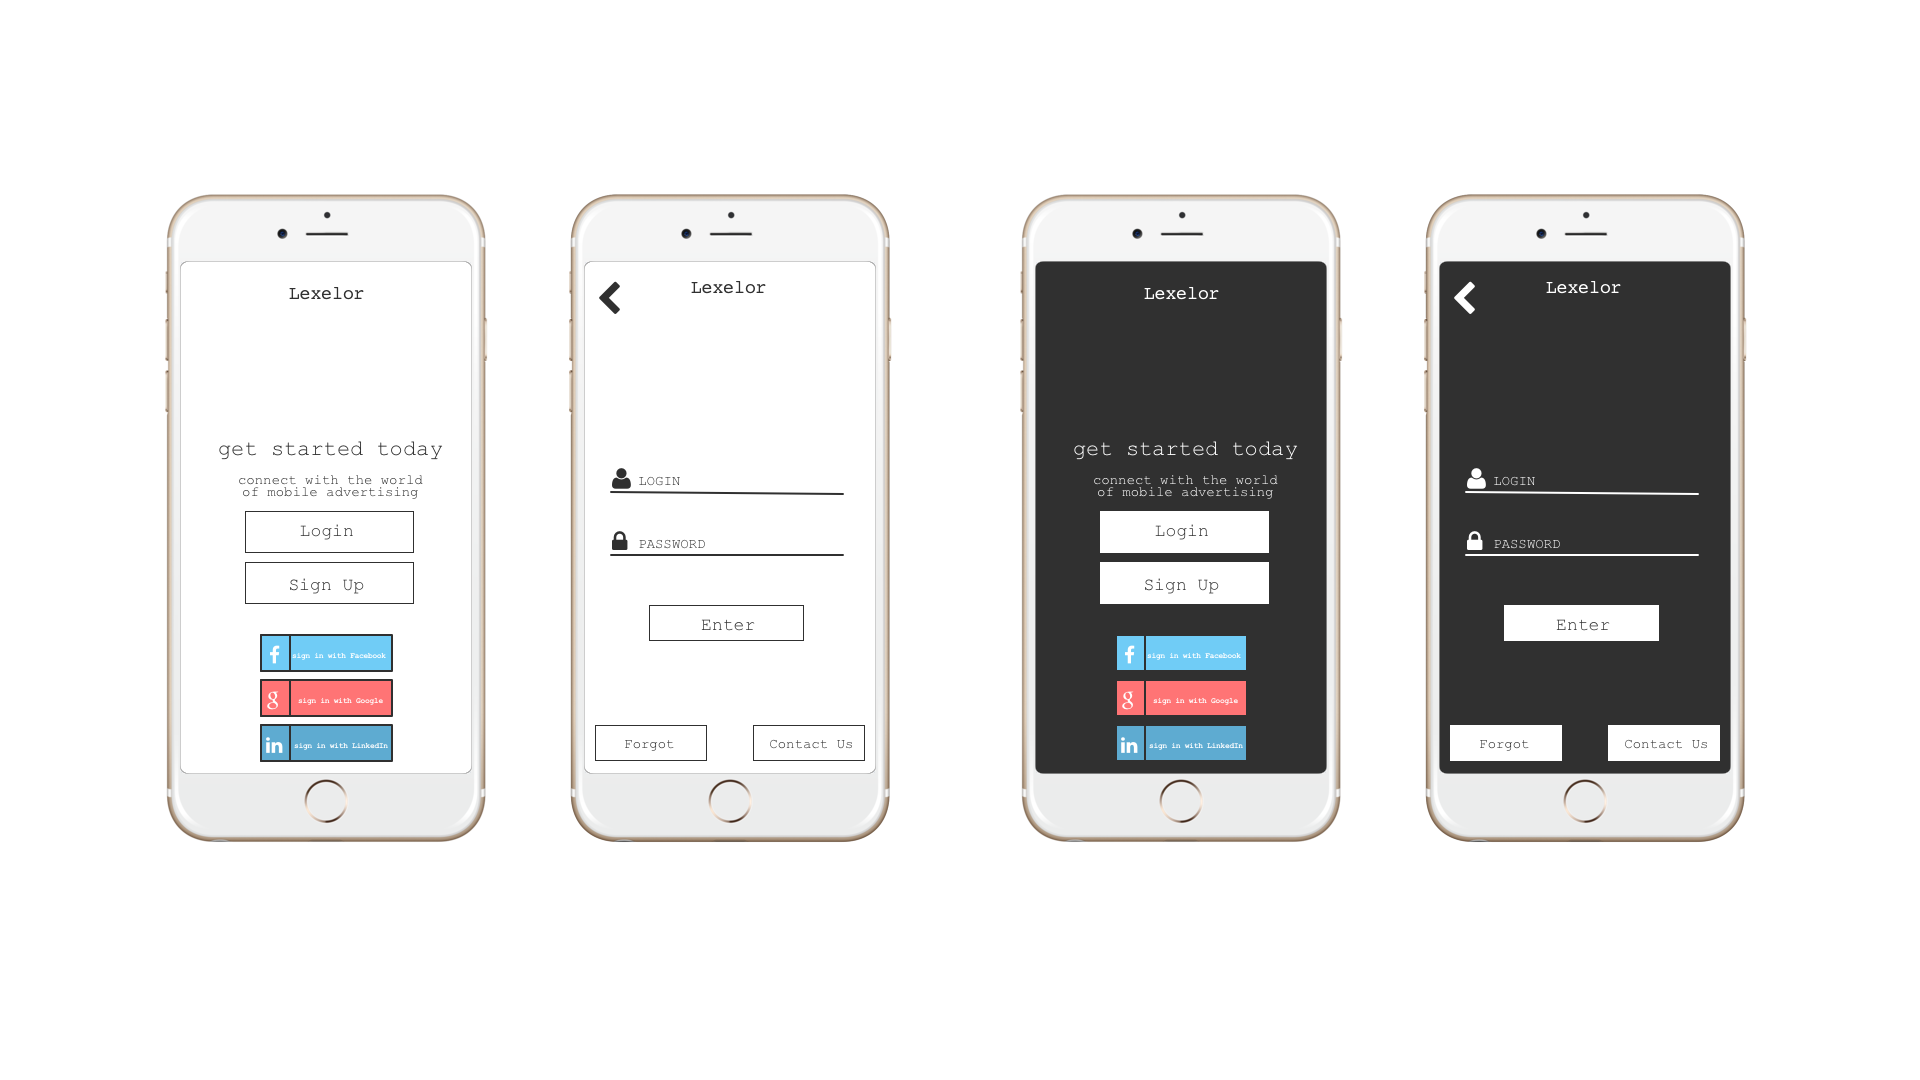 Lexelor
get started today
connect with the world
of mobile advertising
Login
Sign Up
f sign in with Facebook
g sign in with Google
in sign in with LinkedIn
Lexelor
LOGIN
PASSWORD
Enter
Forgot
Contact Us
Lexelor
get started today
connect with the world
of mobile advertising
Login
Sign Up
f sign in with Facebook
g sign in with Google
in sign in with LinkedIn
Lexelor
LOGIN
PASSWORD
Enter
Forgot
Contact Us